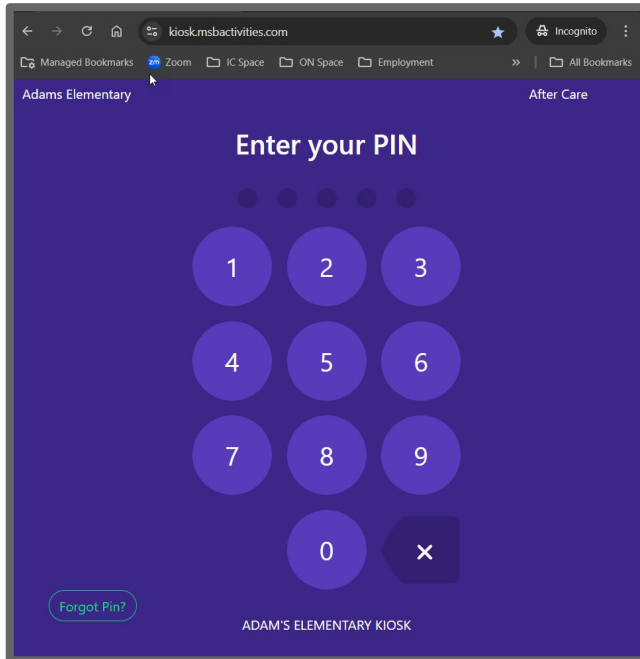 kiosk.msbactivities.com
Incognito
Managed Bookmarks zm Zoom IC Space ON Space Employment » All Bookmarks
Adams Elementary After Care
Enter your PIN
1 2 3
4 5 6
7 8 9
0
Forgot Pin?
ADAM'S ELEMENTARY KIOSK